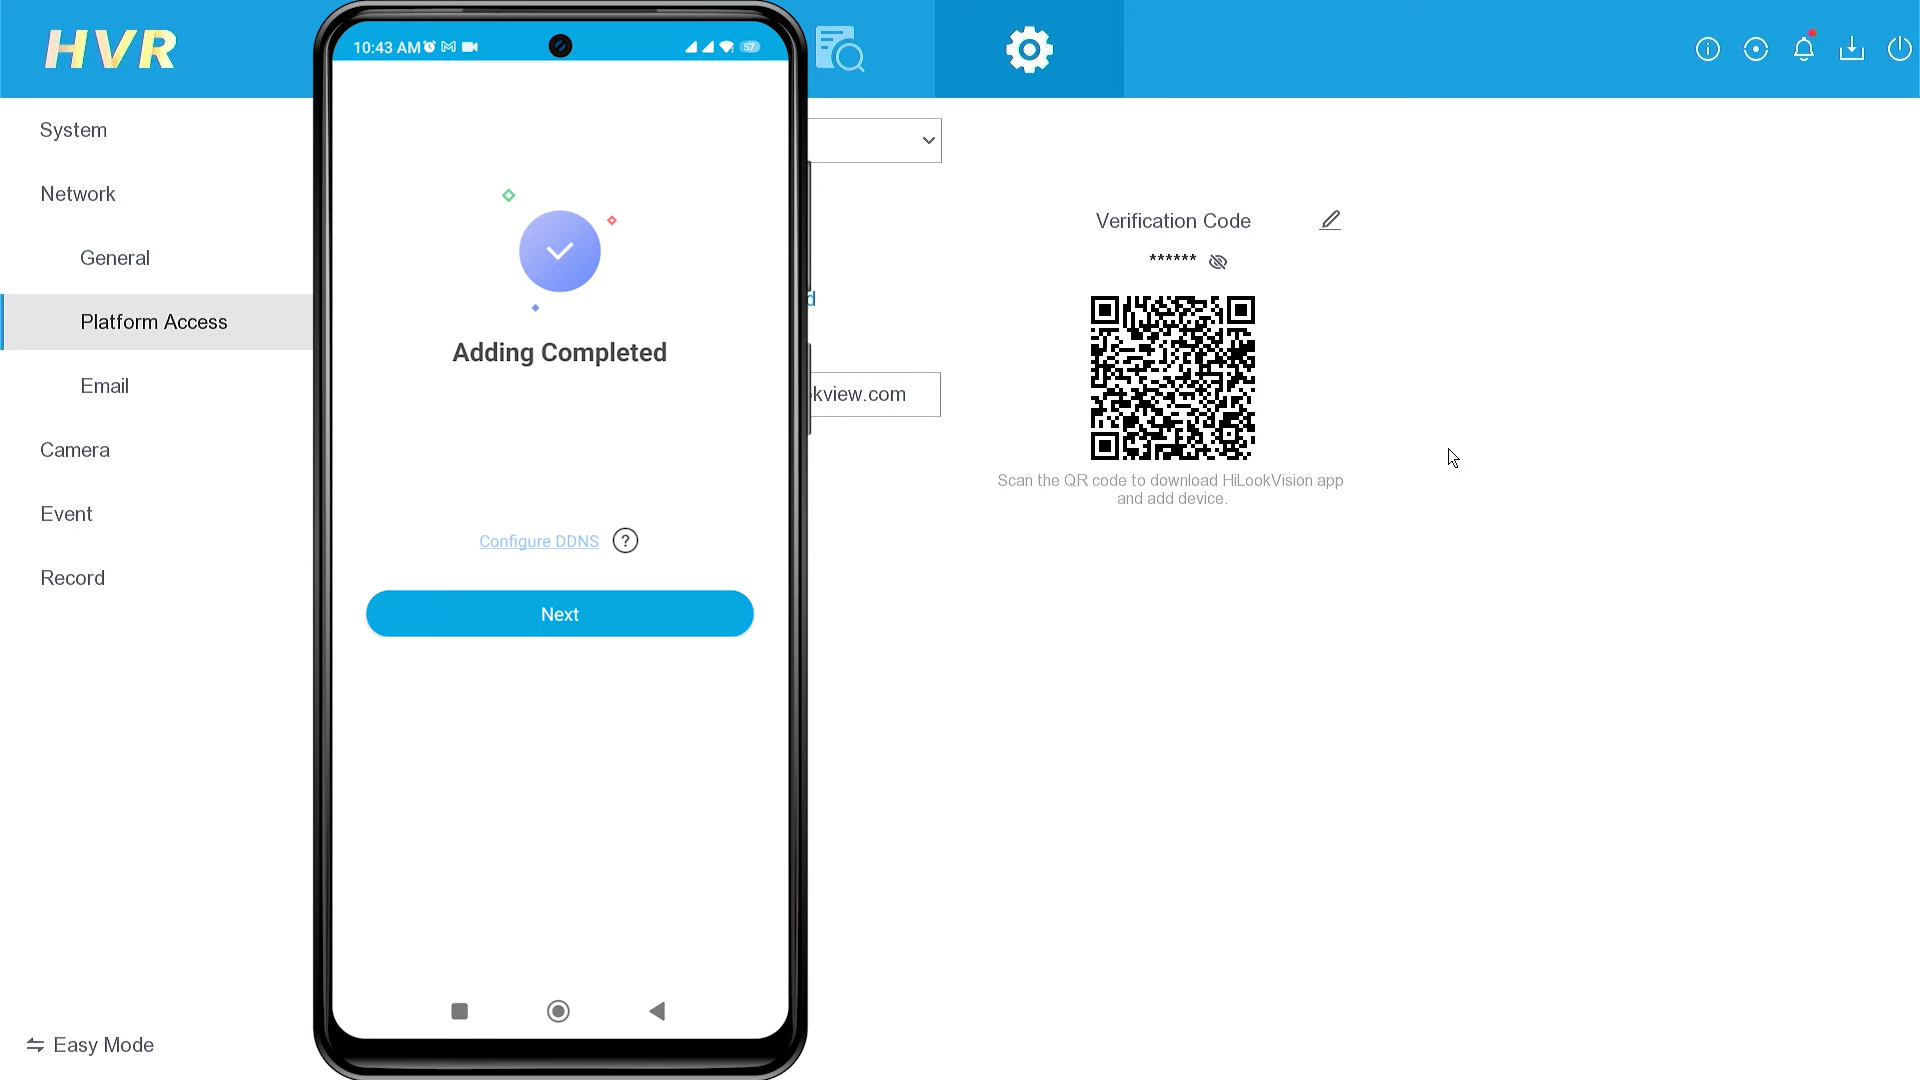 HVR
System
Network
General
Platform Access
Email
Camera
Event
Record
Easy Mode
10:43 AM
57
Adding Completed
Configure DDNS ?
Next
d
kview.com
Verification Code
******
Scan the QR code to download HiLookVision app
and add device.